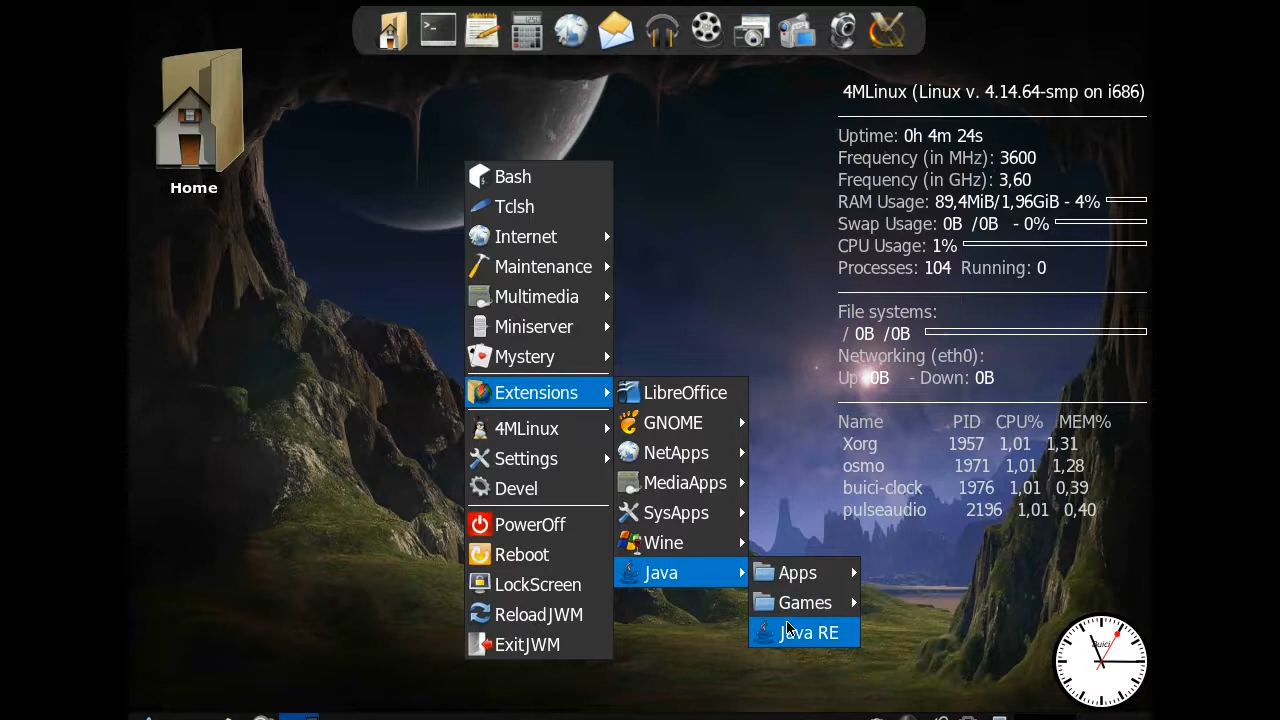 Home
4MLinux (Linux v. 4.14.64-smp on i686)
Uptime: 0h 4m 24s
Frequency (in MHz): 3600
Frequency (in GHz): 3,60
RAM Usage: 89,4MiB/1,96GiB - 4%
Swap Usage: 0B /0B - 0%
CPU Usage: 1%
Processes: 104 Running: 0
File systems:
/ 0B /0B
Networking (eth0):
Up: 0B - Down: 0B
Name PID CPU% MEM%
Xorg 1957 1,01 1,31
osmo 1971 1,01 1,28
buici-clock 1976 1,01 0,39
pulseaudio 2196 1,01 0,40
Bash
Tclsh
Internet
Maintenance
Multimedia
Miniserver
Mystery
Extensions
4MLinux
Settings
Devel
PowerOff
Reboot
LockScreen
ReloadJWM
ExitJWM
LibreOffice
GNOME
NetApps
MediaApps
SysApps
Wine
Java
Apps
Games
Java RE
Buici